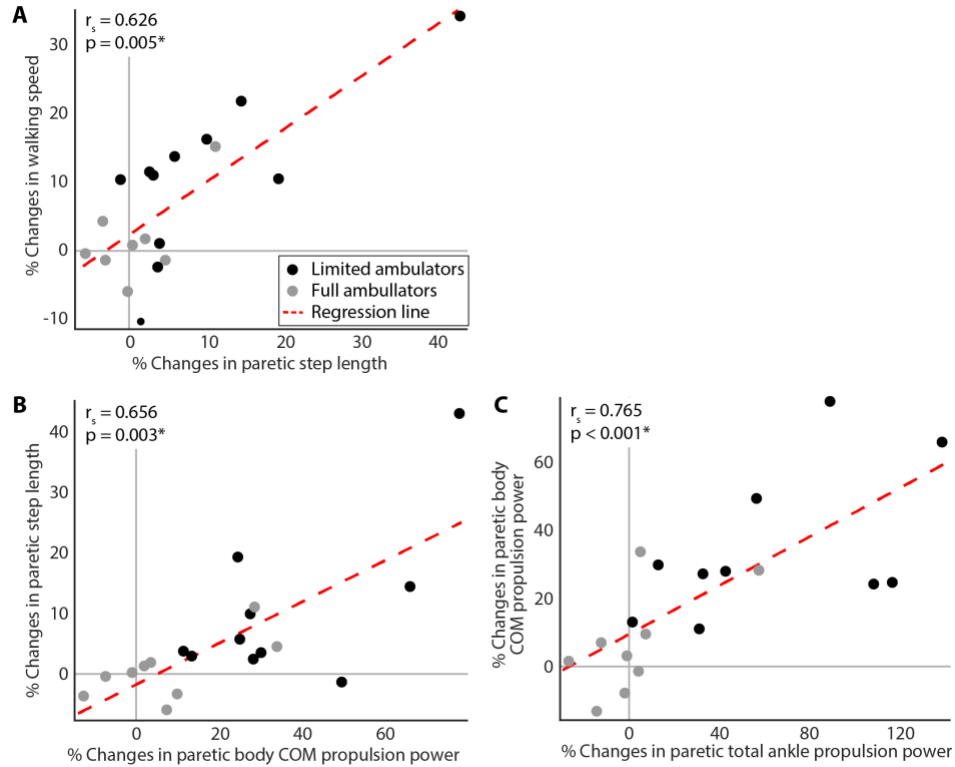 A
r_s = 0.626
p = 0.005*
30
20
10
0
-10
% Changes in walking speed
Limited ambulators
Full ambullators
Regression line
0 10 20 30 40
% Changes in paretic step length
B
r_s = 0.656
p = 0.003*
40
30
20
10
0
% Changes in paretic step length
0 20 40 60
% Changes in paretic body COM propulsion power
C
r_s = 0.765
p < 0.001*
60
40
20
0
% Changes in paretic body
COM propulsion power
0 40 80 120
% Changes in paretic total ankle propulsion power